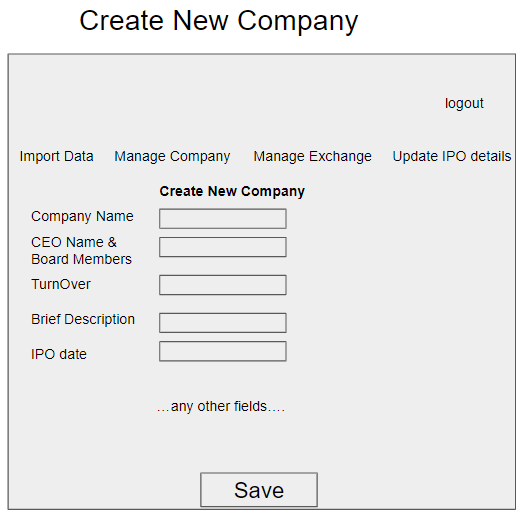 Create New Company
logout
Import Data Manage Company Manage Exchange Update IPO details
Create New Company
Company Name
CEO Name &
Board Members
TurnOver
Brief Description
IPO date
…any other fields….
Save